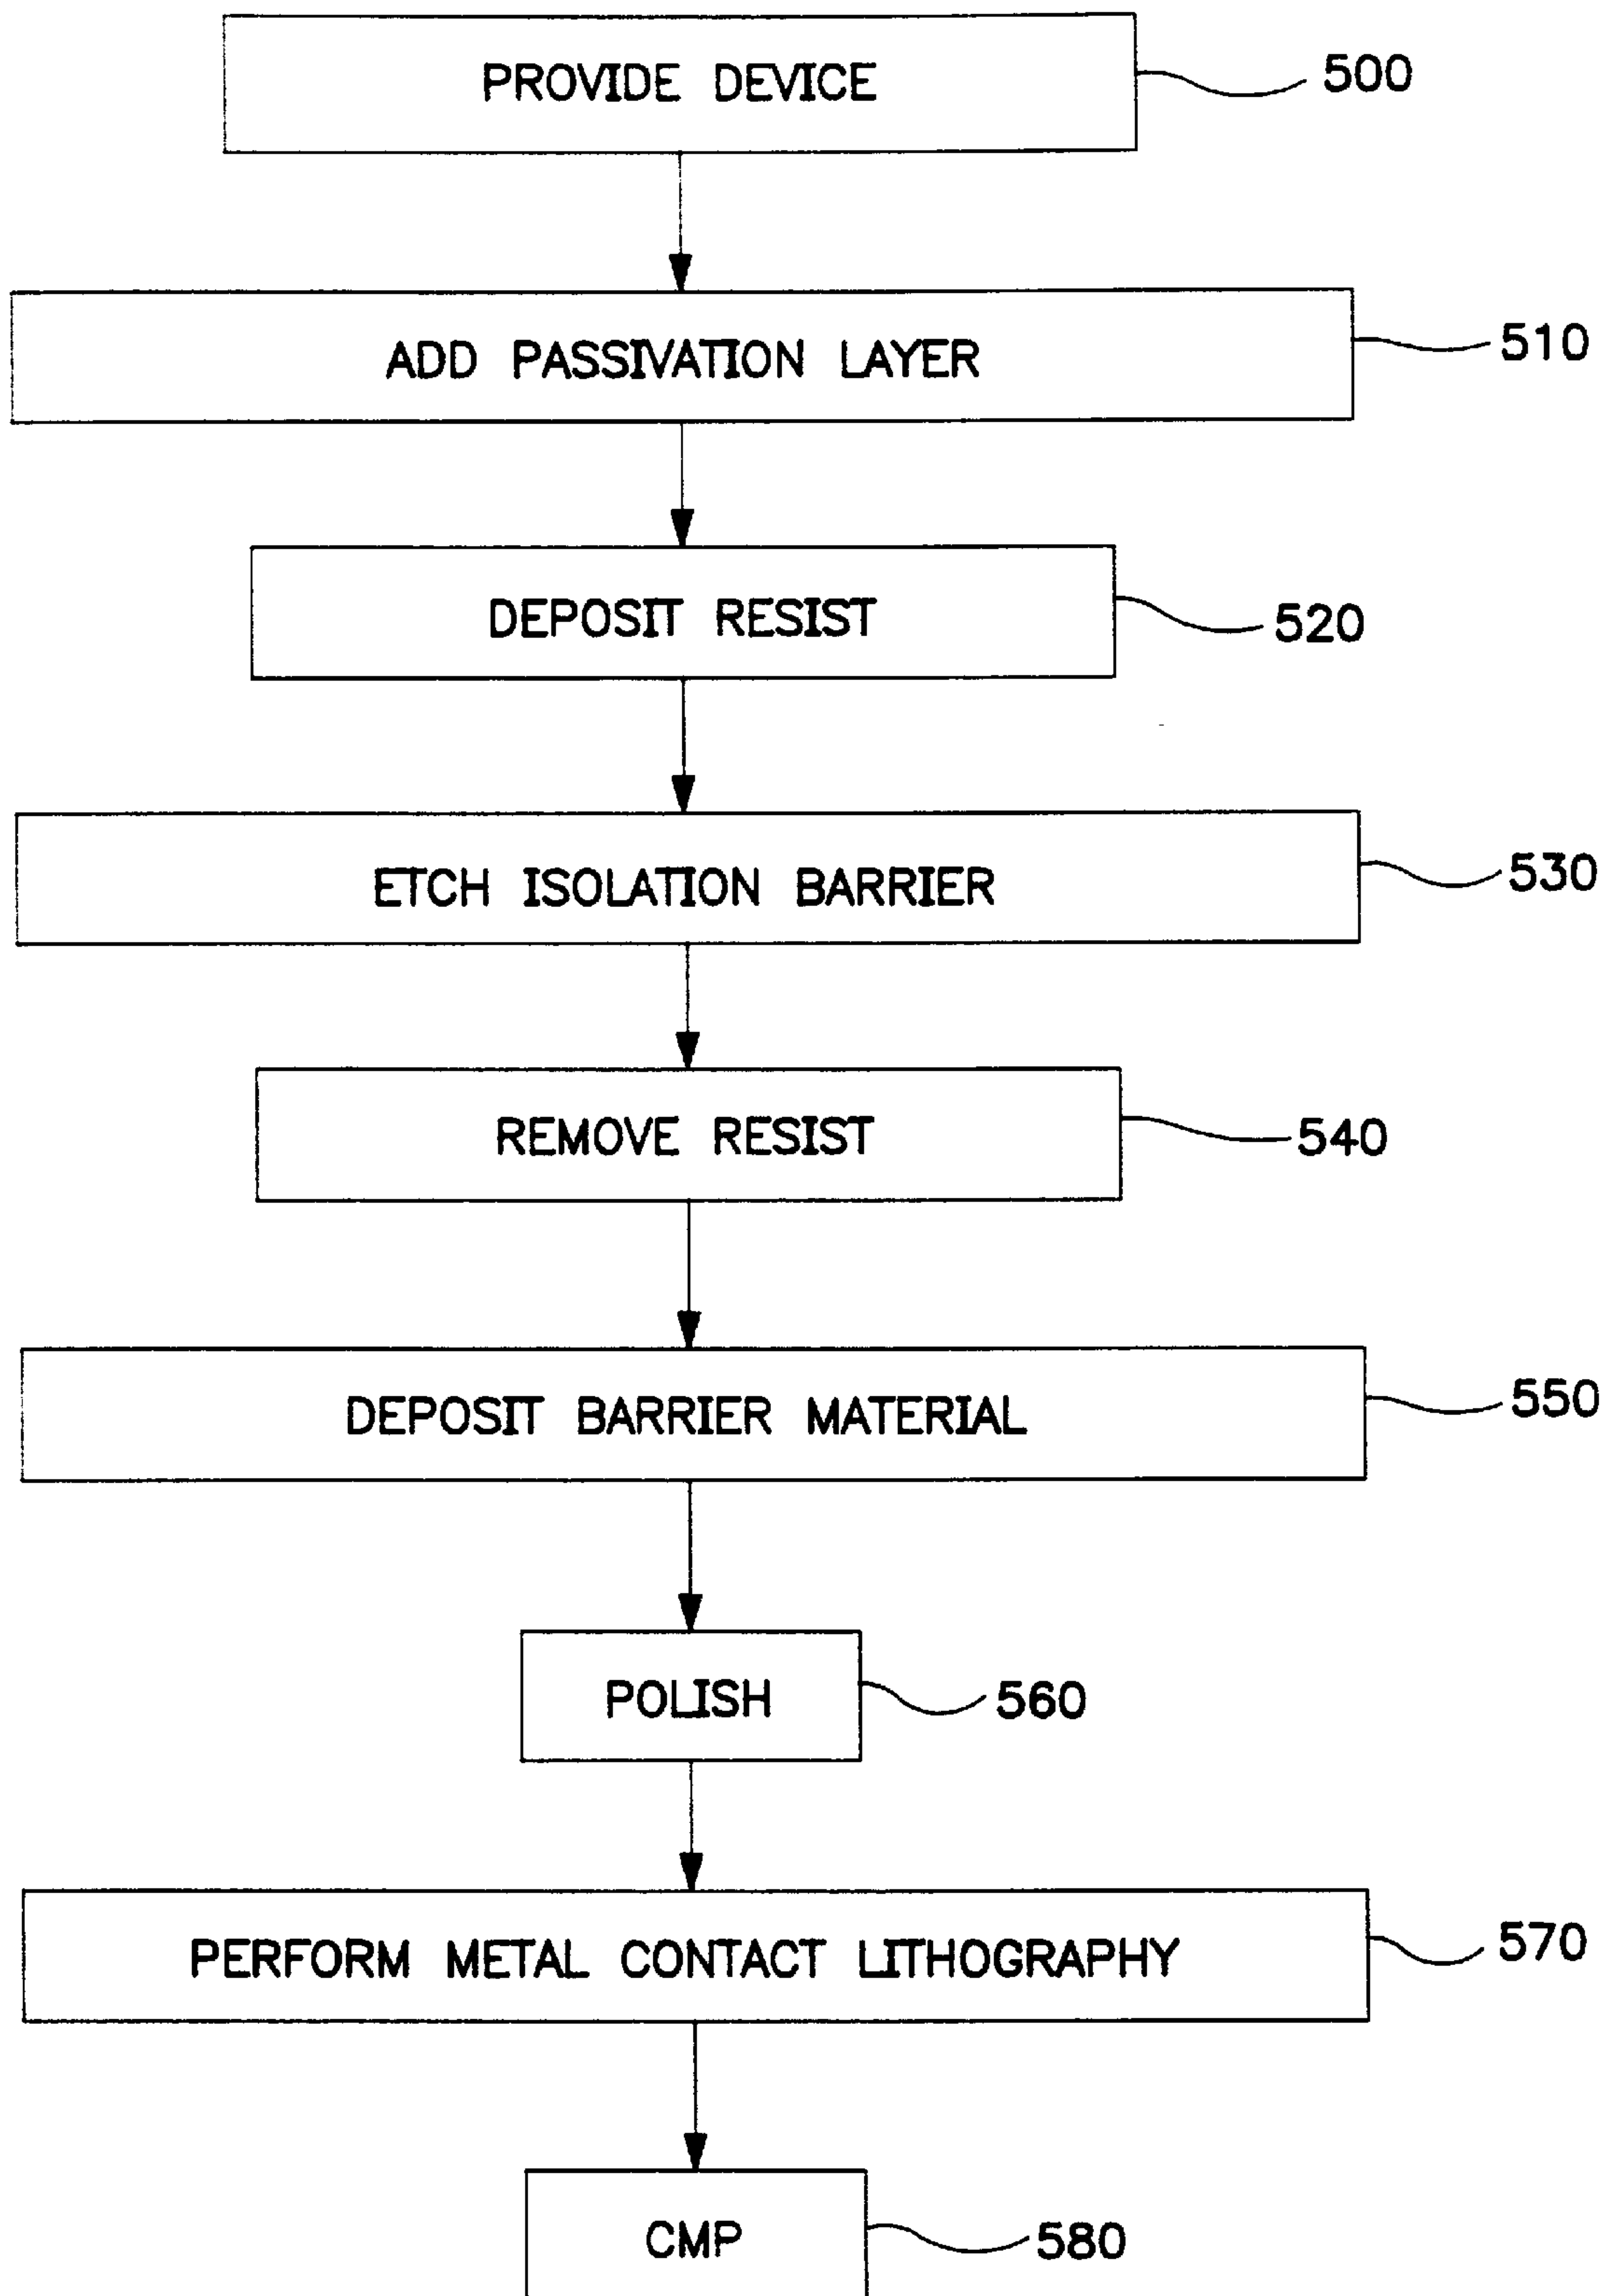 PROVIDE DEVICE 500
ADD PASSIVATION LAYER 510
DEPOSIT RESIST 520
ETCH ISOLATION BARRIER 530
REMOVE RESIST 540
DEPOSIT BARRIER MATERIAL 550
POLISH 560
PERFORM METAL CONTACT LITHOGRAPHY 570
CMP 580